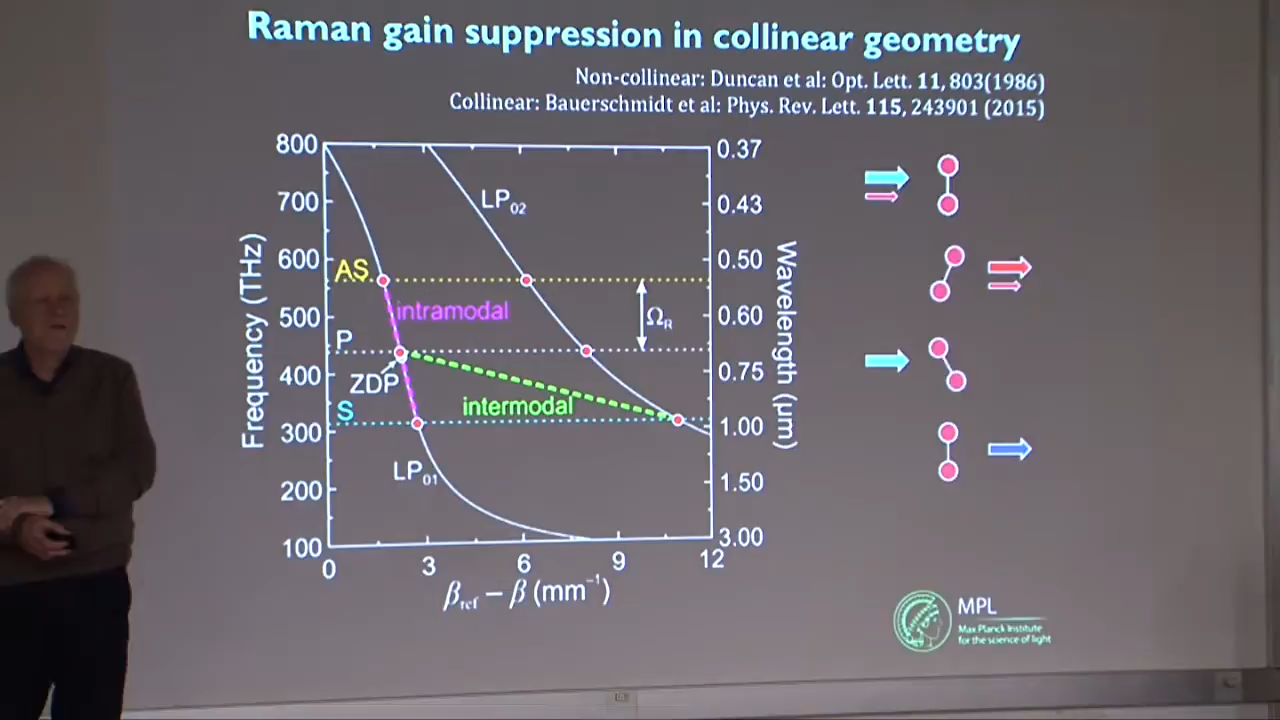 Raman gain suppression in collinear geometry
Non-collinear: Duncan et al: Opt. Lett. 11, 803(1986)
Collinear: Bauerschmidt et al: Phys. Rev. Lett. 115, 243901 (2015)
800
700
600
500
400
300
200
100
Frequency (THz)
0
3
6
9
12
βref – β (mm⁻¹)
0.37
0.43
0.50
0.60
0.75
1.00
1.50
3.00
Wavelength (μm)
LP02
AS
intramodal
ΩR
P
ZDP
intermodal
S
LP01
MPL
Max Planck Institute
for the science of light